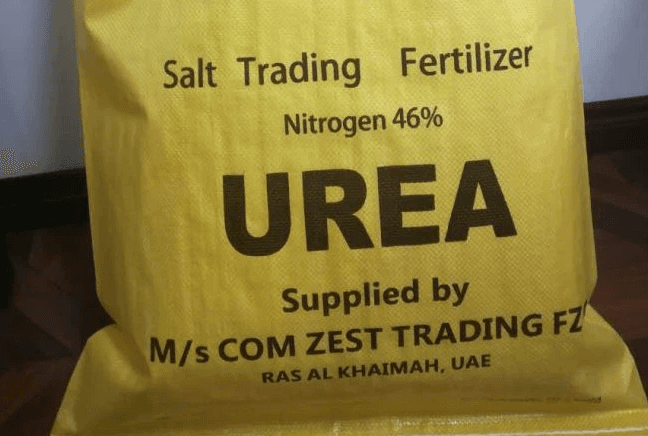 Salt Trading Fertilizer
Nitrogen 46%
UREA
Supplied by
M/s COM ZEST TRADING FZ
RAS AL KHAIMAH, UAE